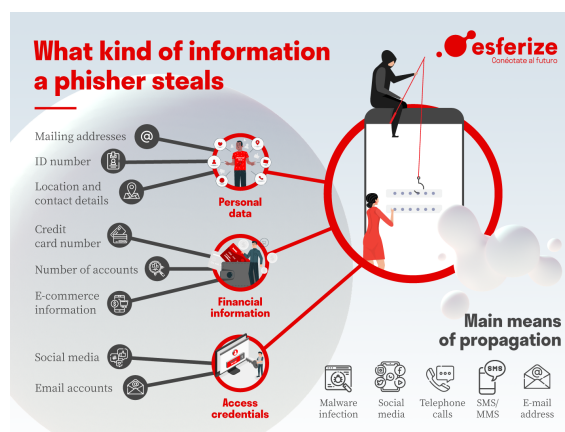 What kind of information
a phisher steals
esferize
Conéctate al futuro
Mailing addresses
@
ID number
Location and
contact details
Personal
data
Credit
card number
Number of accounts
E-commerce
information
Financial
information
Social media
Email accounts
Access
credentials
Main means
of propagation
SMS
Malware
infection
Social
media
Telephone
calls
SMS/
MMS
E-mail
address